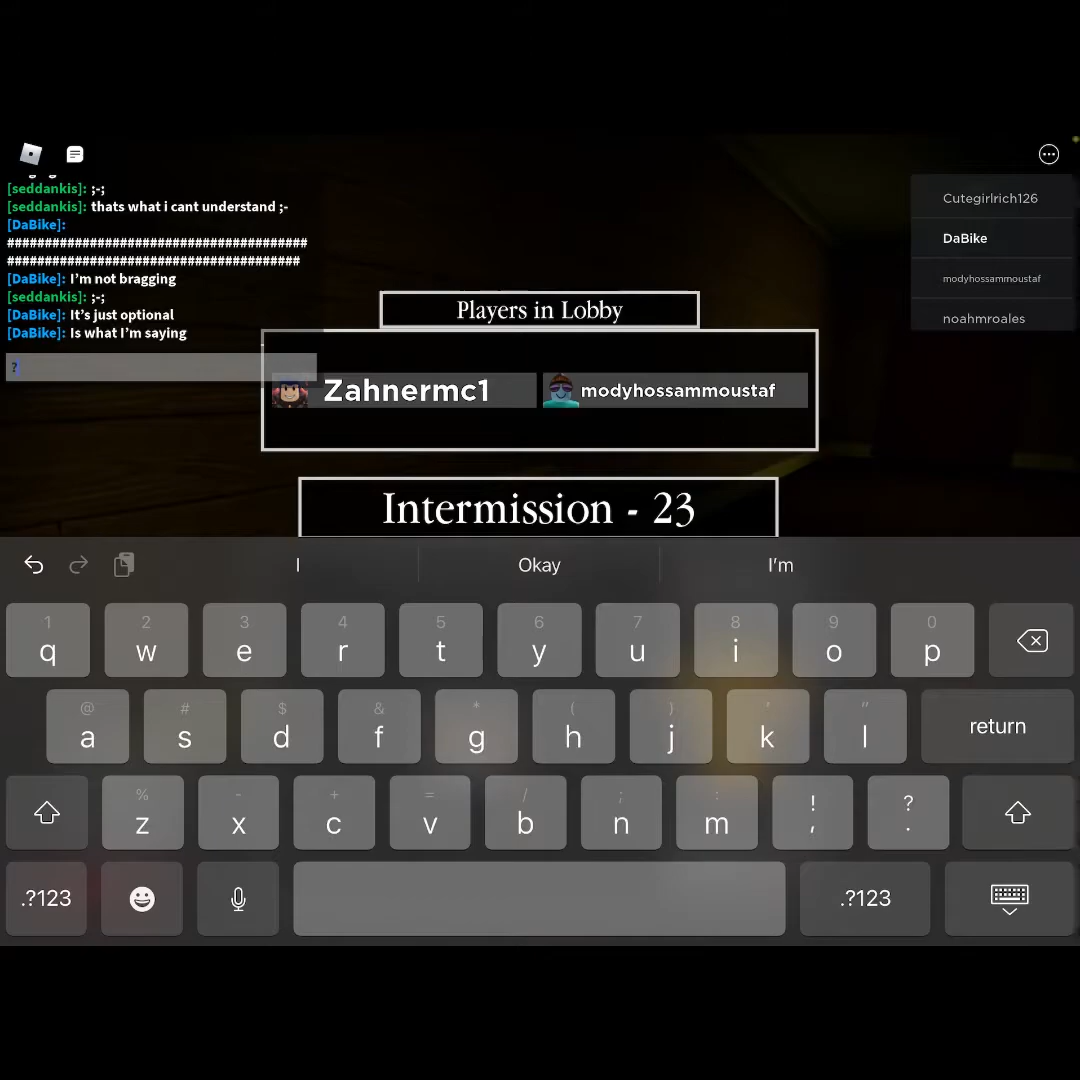 [seddankis]: ;-;
[seddankis]: thats what i cant understand ;-
[DaBike]:
########################################
#######################################
[DaBike]: I'm not bragging
[seddankis]: ;-;
[DaBike]: It's just optional
[DaBike]: Is what I'm saying
?
Cutegirlrich126
DaBike
modyhossammoustaf
noahmroales
Players in Lobby
Zahnermc1 modyhossammoustaf
Intermission - 23
I Okay I'm
1 2 3 4 5 6 7 8 9 0
q w e r t y u i o p
@ # $ & * ( ) ' "
a s d f g h j k l return
% - + = / ; : ! ?
z x c v b n m , .
.?123 .?123